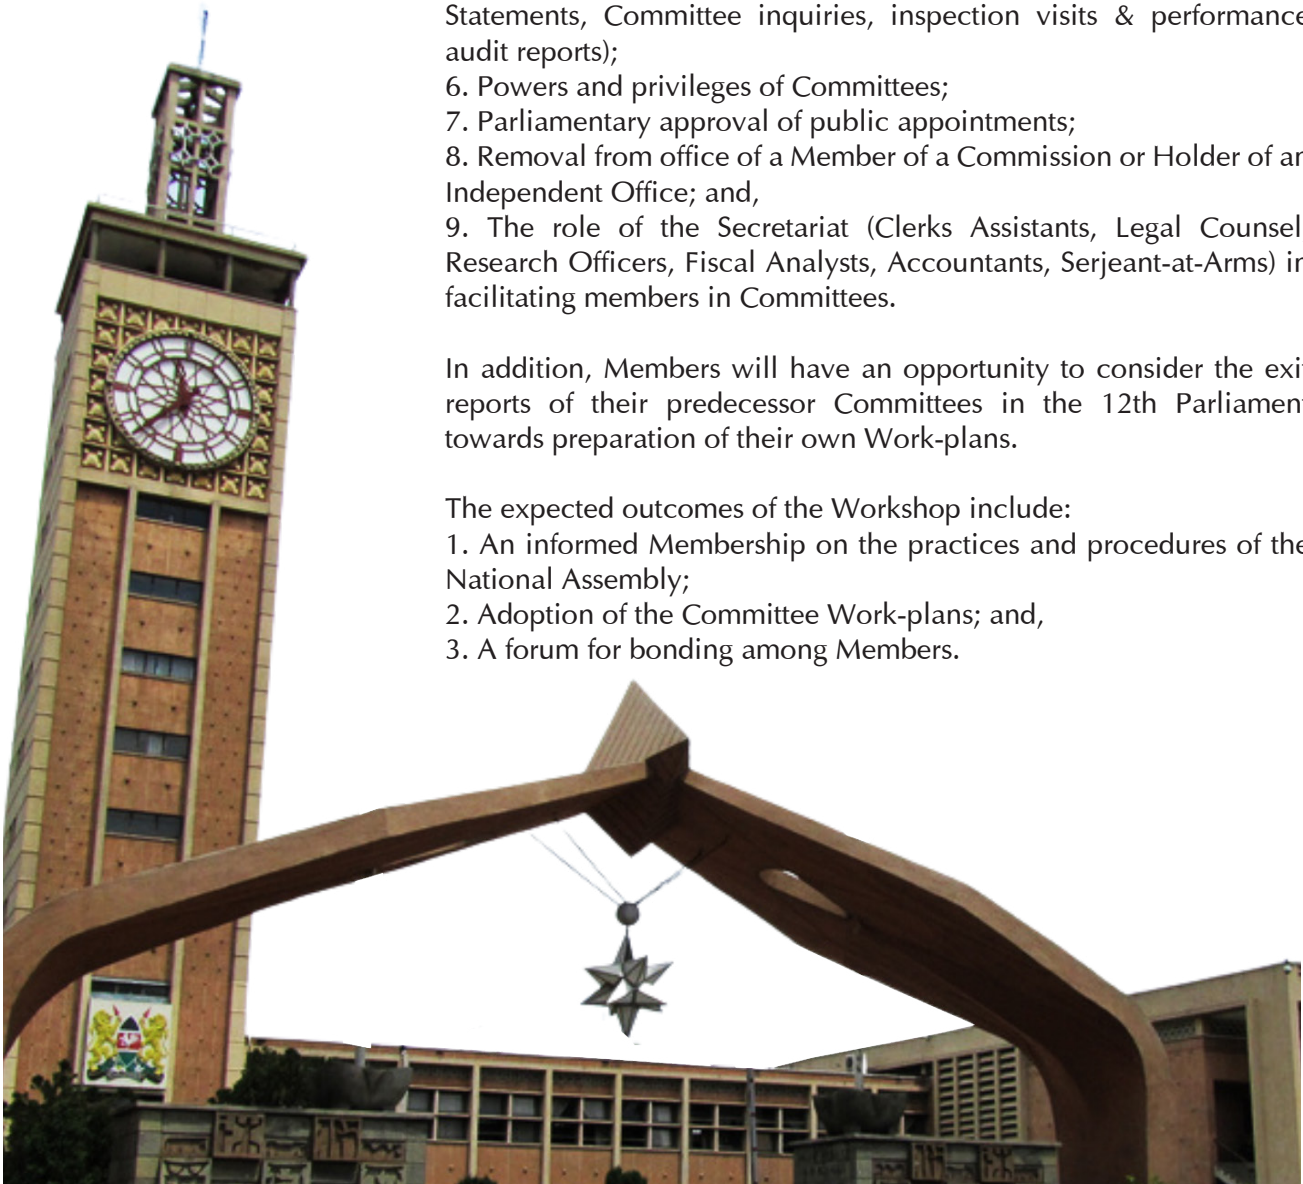 Statements, Committee inquiries, inspection visits & performance
audit reports);
6. Powers and privileges of Committees;
7. Parliamentary approval of public appointments;
8. Removal from office of a Member of a Commission or Holder of an
Independent Office; and,
9. The role of the Secretariat (Clerks Assistants, Legal Counsel,
Research Officers, Fiscal Analysts, Accountants, Serjeant-at-Arms) in
facilitating members in Committees.
In addition, Members will have an opportunity to consider the exit
reports of their predecessor Committees in the 12th Parliament
towards preparation of their own Work-plans.
The expected outcomes of the Workshop include:
1. An informed Membership on the practices and procedures of the
National Assembly;
2. Adoption of the Committee Work-plans; and,
3. A forum for bonding among Members.